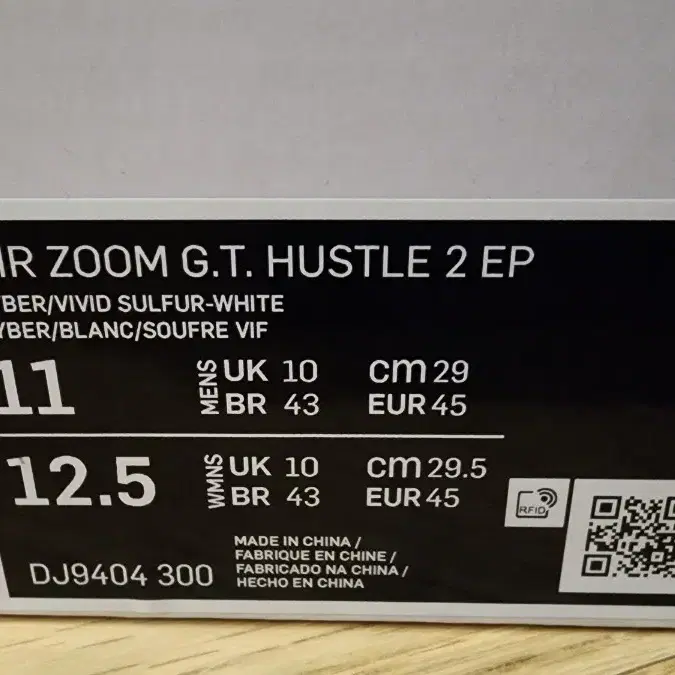 IR ZOOM G.T. HUSTLE 2 EP
BER/VIVID SULFUR-WHITE
YBER/BLANC/SOUFRE VIF
11 MENS UK 10 cm 29
BR 43 EUR 45
12.5 WMNS UK 10 cm 29.5
BR 43 EUR 45
RFID
MADE IN CHINA /
FABRIQUE EN CHINE /
FABRICADO NA CHINA /
HECHO EN CHINA
DJ9404 300